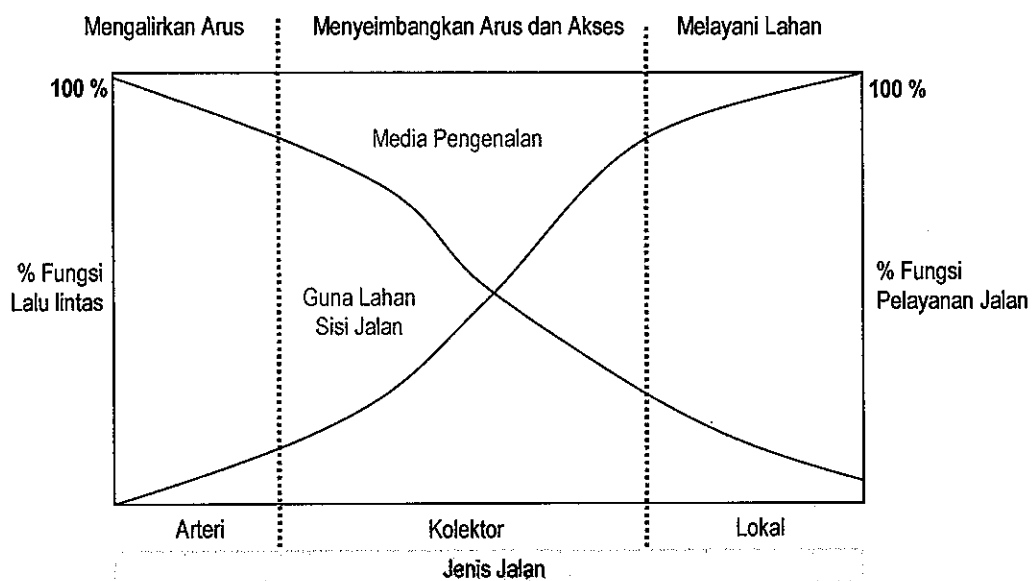 Mengalirkan Arus
Menyeimbangkan Arus dan Akses
Melayani Lahan
100 %
100 %
Media Pengenalan
% Fungsi
Lalu lintas
Guna Lahan
Sisi Jalan
% Fungsi
Pelayanan Jalan
Arteri
Kolektor
Lokal
Jenis Jalan